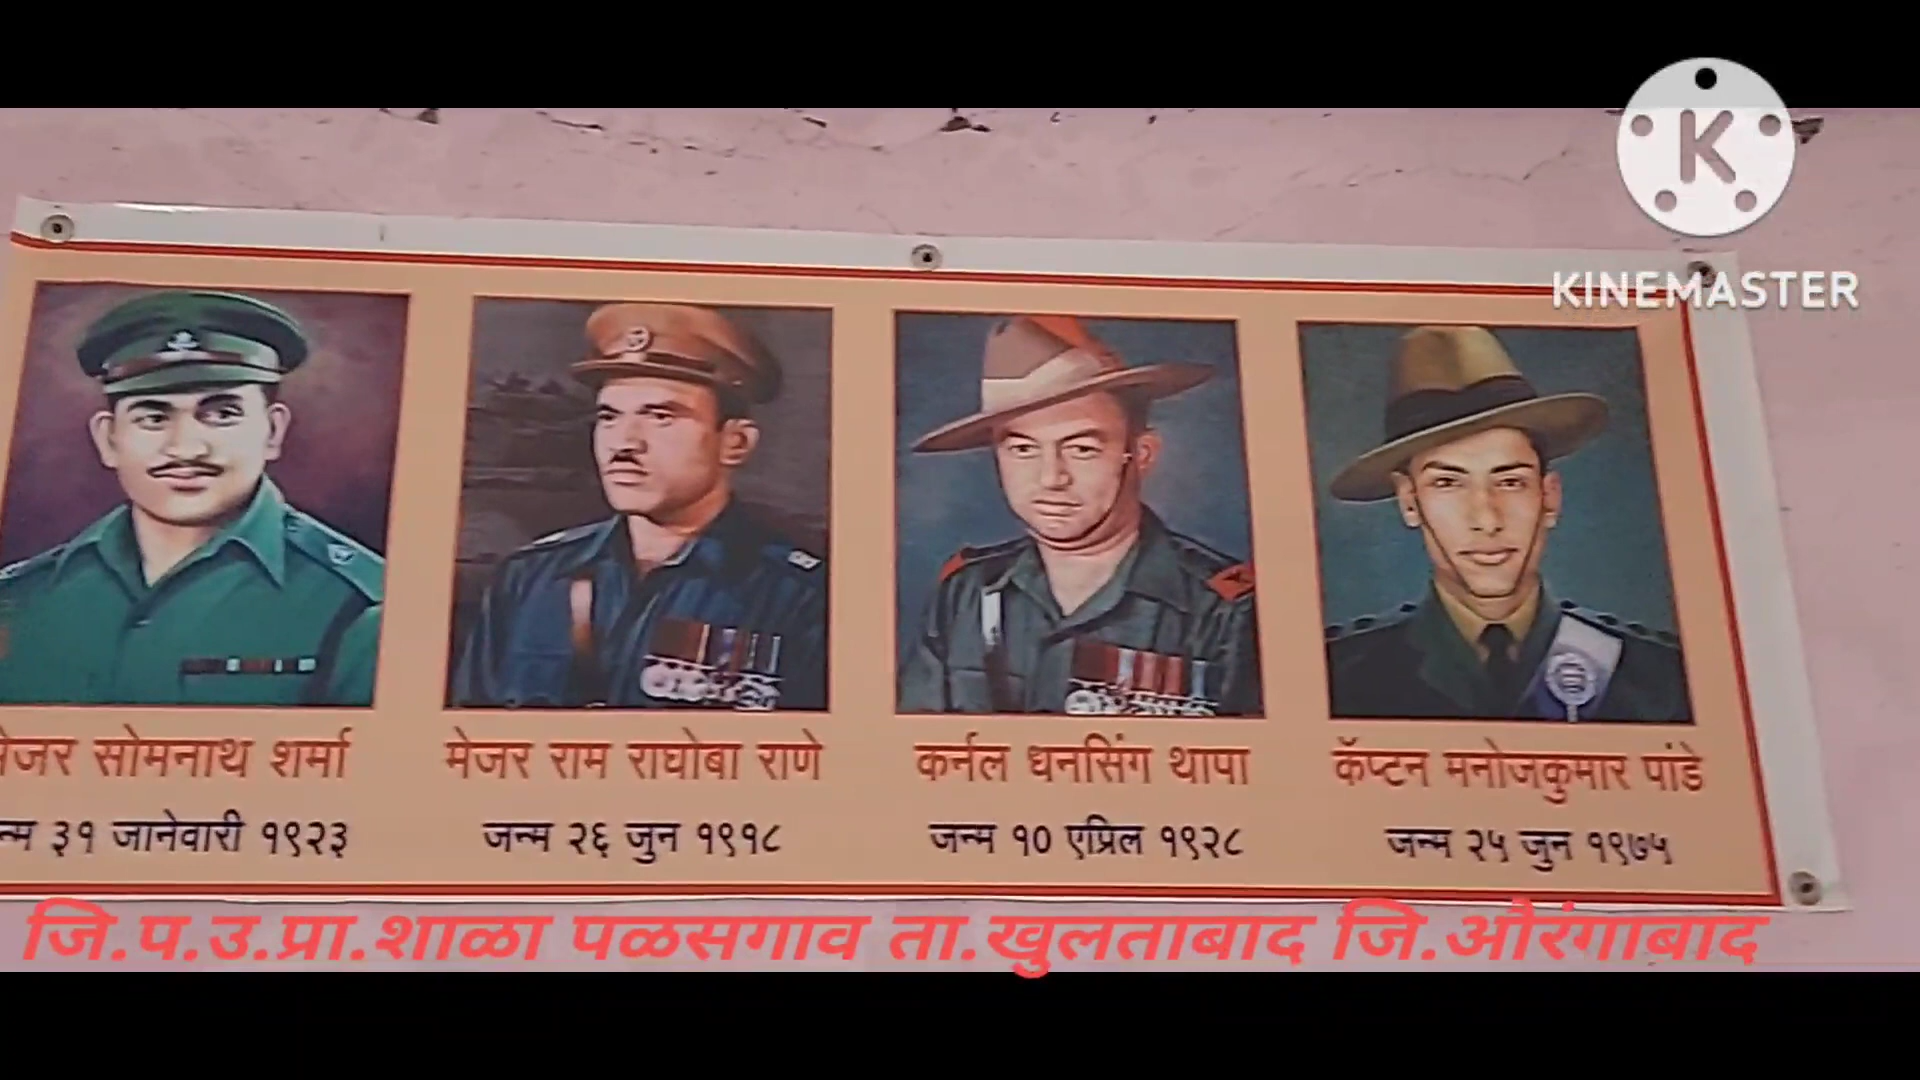 KINEMASTER
सोमनाथ शर्मा
३१ जानेवारी १९२३
मेजर राम राघोबा राणे
जन्म २६ जुन १९१८
कर्नल धनसिंग थापा
जन्म १० एप्रिल १९२८
कॅप्टन मनोजकुमार पांडे
जन्म २५ जुन १९७५
जि.प.उ.प्रा.शाळा पळसगाव ता.खुलताबाद जि.औरंगाबाद